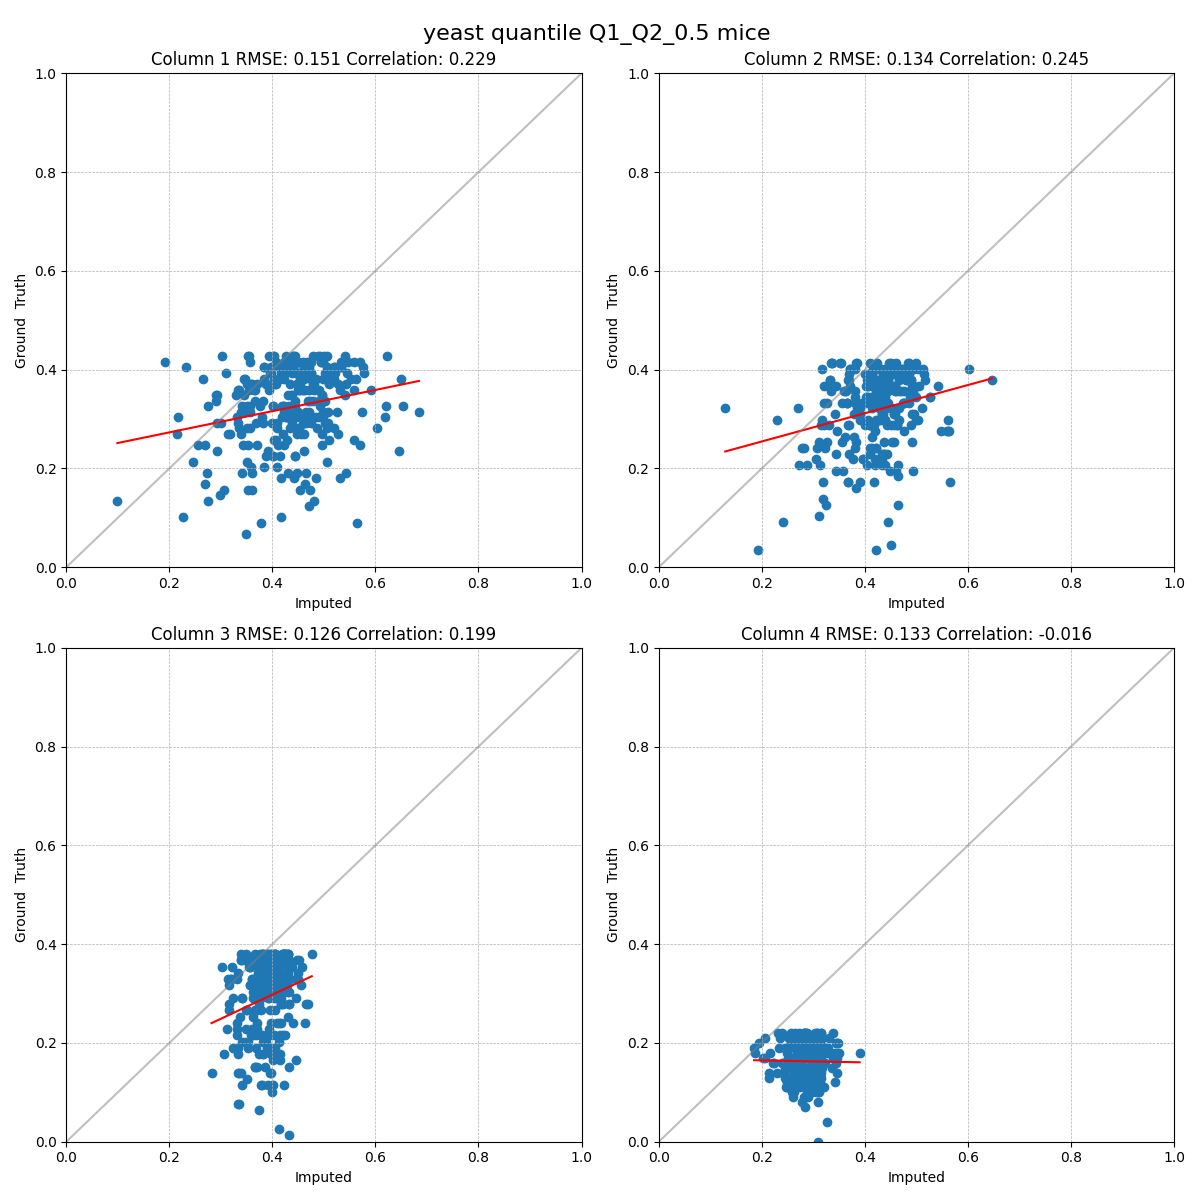 yeast quantile Q1_Q2_0.5 mice
Column 1 RMSE: 0.151 Correlation: 0.229
1.0
0.8
0.6
0.4
0.2
0.0
Ground  Truth
0.0 0.2 0.4 0.6 0.8 1.0
Imputed
Column 2 RMSE: 0.134 Correlation: 0.245
1.0
0.8
0.6
0.4
0.2
0.0
Ground  Truth
0.0 0.2 0.4 0.6 0.8 1.0
Imputed
Column 3 RMSE: 0.126 Correlation: 0.199
1.0
0.8
0.6
0.4
0.2
0.0
Ground  Truth
0.0 0.2 0.4 0.6 0.8 1.0
Imputed
Column 4 RMSE: 0.133 Correlation: -0.016
1.0
0.8
0.6
0.4
0.2
0.0
Ground  Truth
0.0 0.2 0.4 0.6 0.8 1.0
Imputed